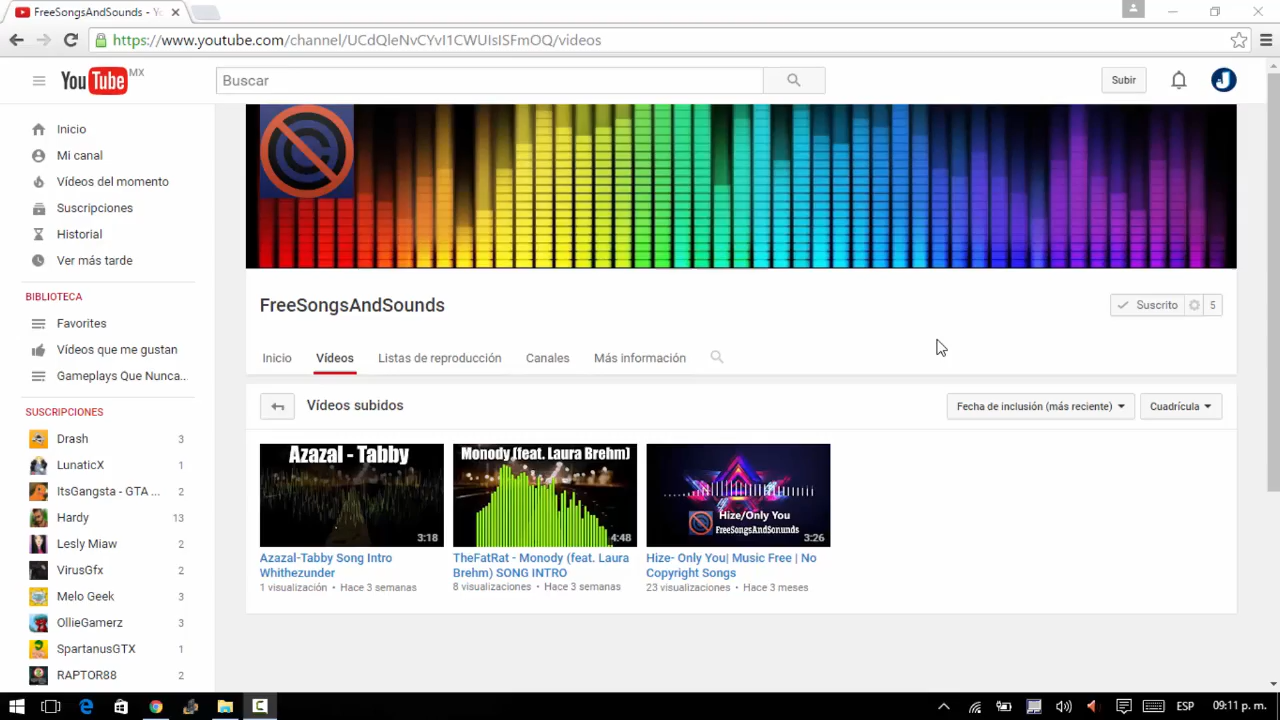 FreeSongsAndSounds - Yo
https://www.youtube.com/channel/UCdQleNvCYvI1CWUIsISFmOQ/videos
YouTube MX
Buscar
Subir
Inicio
Mi canal
Vídeos del momento
Suscripciones
Historial
Ver más tarde
BIBLIOTECA
Favorites
Vídeos que me gustan
Gameplays Que Nunca...
SUSCRIPCIONES
Drash 3
LunaticX 1
ItsGangsta - GTA ... 2
Hardy 13
Lesly Miaw 2
VirusGfx 2
Melo Geek 3
OllieGamerz 3
SpartanusGTX 1
RAPTOR88 2
FreeSongsAndSounds
Suscrito 5
Inicio Vídeos Listas de reproducción Canales Más información
Vídeos subidos
Fecha de inclusión (más reciente) Cuadrícula
Azazal - Tabby
3:18
Azazal-Tabby Song Intro
Whithezunder
1 visualización • Hace 3 semanas
Monody (feat. Laura Brehm)
4:48
TheFatRat - Monody (feat. Laura
Brehm) SONG INTRO
8 visualizaciones • Hace 3 semanas
Hize/Only You
FreeSongsAndSonunds
3:26
Hize- Only You| Music Free | No
Copyright Songs
23 visualizaciones • Hace 3 meses
ESP
09:11 p. m.